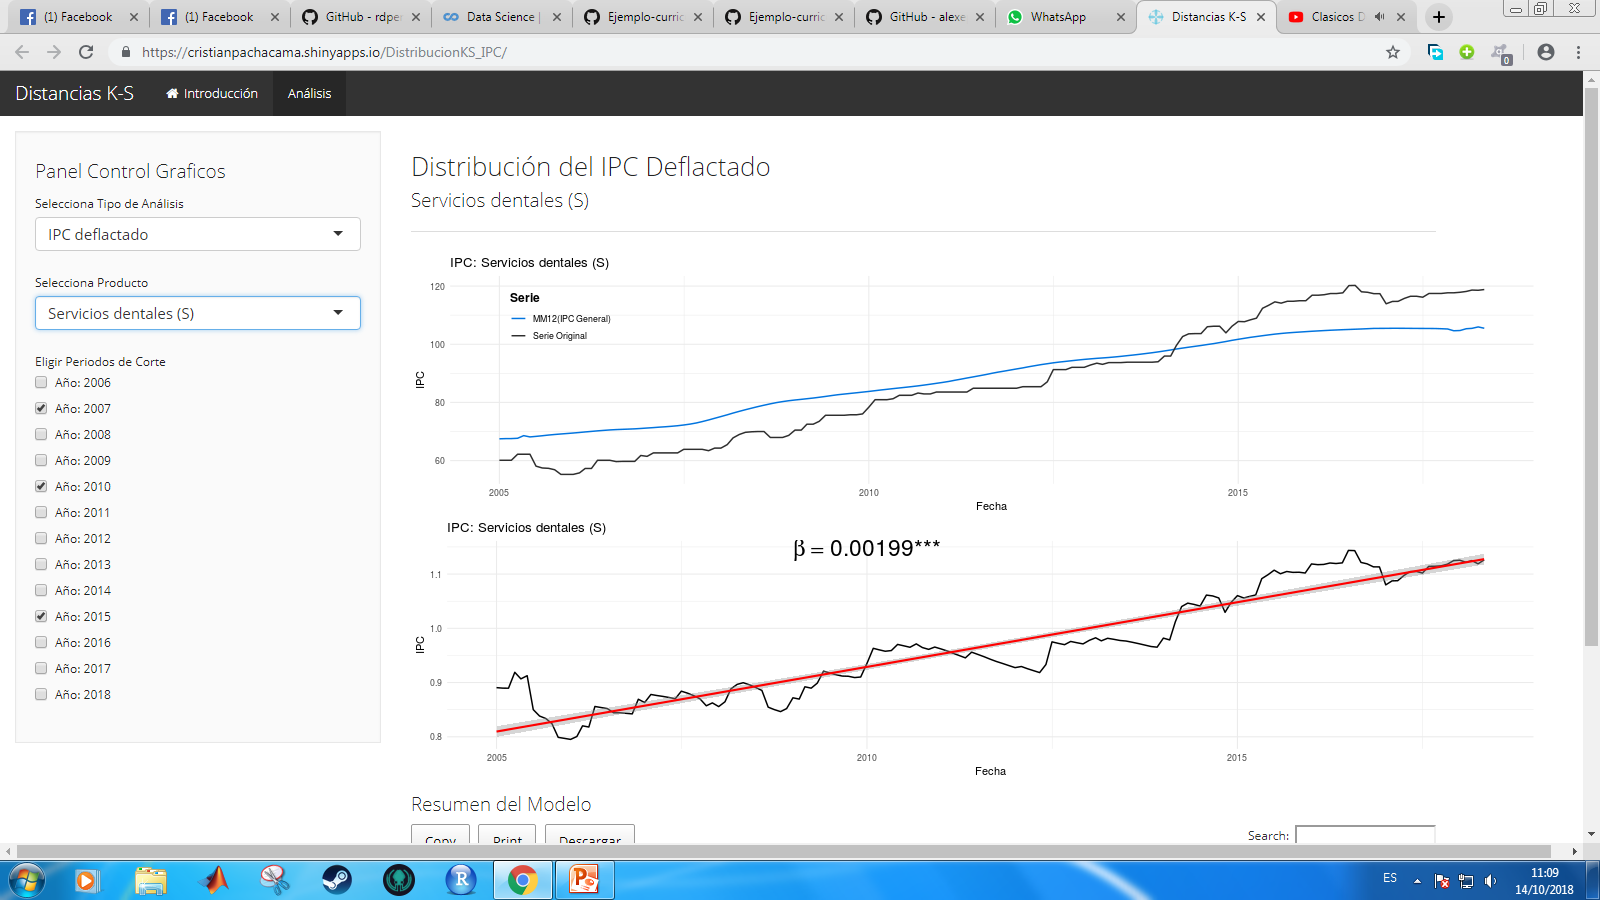 (1) Facebook
(1) Facebook
GitHub - rdpe
Data Science |
Ejemplo-curric
Ejemplo-curric
GitHub - alexe
WhatsApp
Distancias K-S
Clasicos D
https://cristianpachacama.shinyapps.io/DistribucionKS_IPC/
0
Distancias K-S
Introducción
Análisis
Panel Control Graficos
Selecciona Tipo de Análisis
IPC deflactado
Selecciona Producto
Servicios dentales (S)
Eligir Periodos de Corte
Año: 2006
Año: 2007
Año: 2008
Año: 2009
Año: 2010
Año: 2011
Año: 2012
Año: 2013
Año: 2014
Año: 2015
Año: 2016
Año: 2017
Año: 2018
Distribución del IPC Deflactado
Servicios dentales (S)
IPC: Servicios dentales (S)
Serie
MM12(IPC General)
Serie Original
120
100
80
60
IPC
2005
2010
2015
Fecha
IPC: Servicios dentales (S)
β = 0.00199***
1.1
1.0
0.9
0.8
IPC
2005
2010
2015
Fecha
Resumen del Modelo
Copy
Print
Descargar
Search:
R
P
ES
11:09
14/10/2018